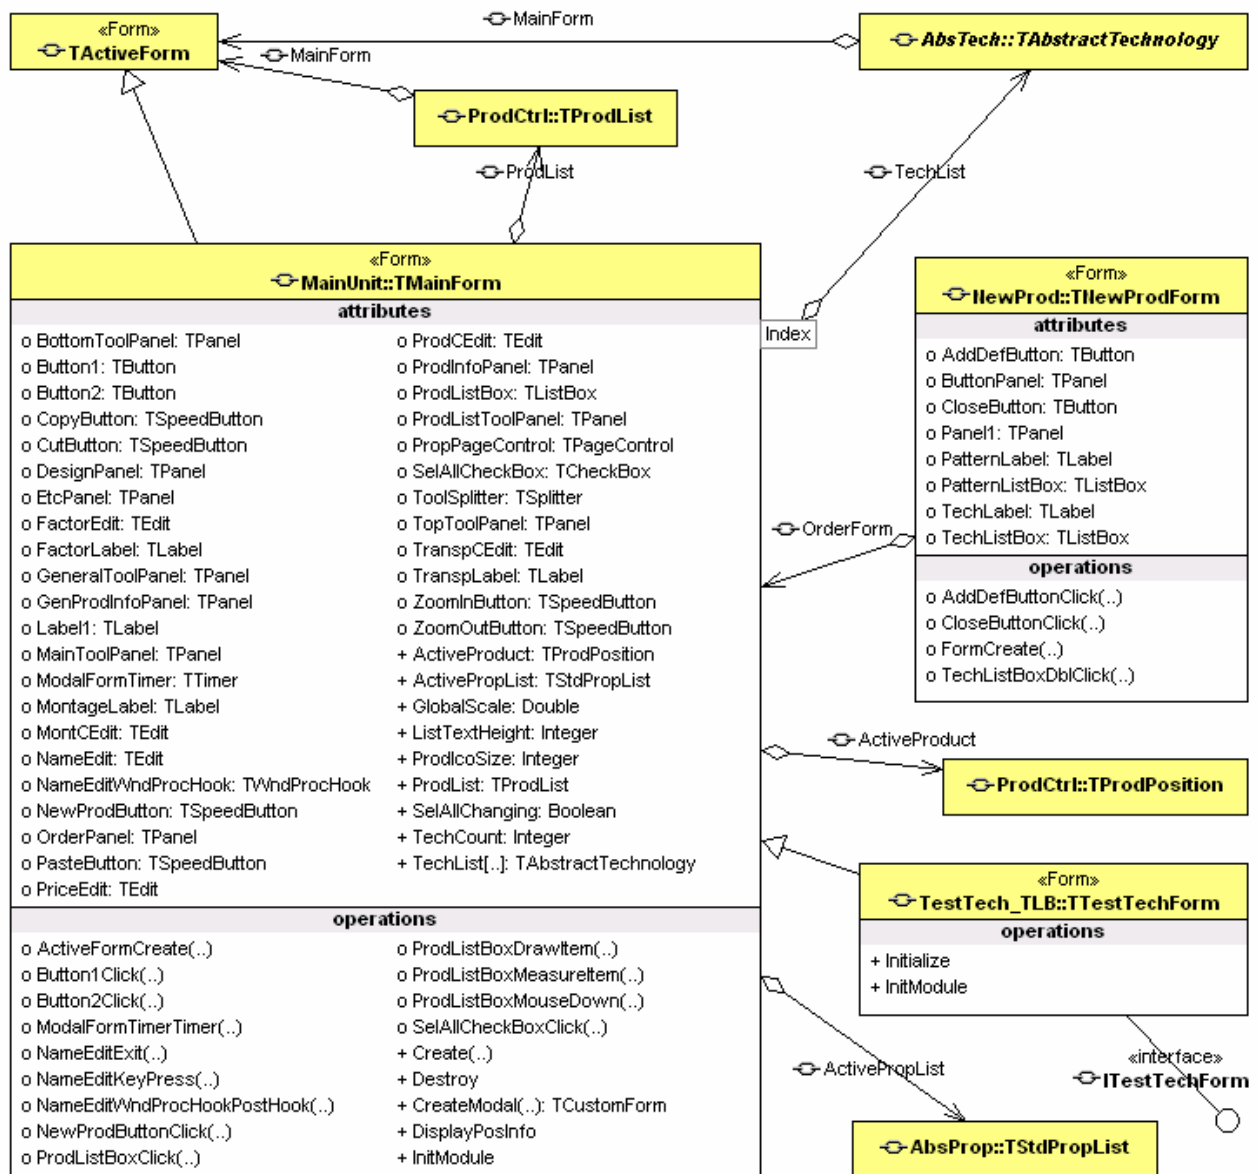 «Form»
TActiveForm
MainForm
MainForm
AbsTech::TAbstractTechnology
ProdCtrl::TProdList
ProdList
TechList
«Form»
MainUnit::TMainForm
attributes
o BottomToolPanel: TPanel
o Button1: TButton
o Button2: TButton
o CopyButton: TSpeedButton
o CutButton: TSpeedButton
o DesignPanel: TPanel
o EtcPanel: TPanel
o FactorEdit: TEdit
o FactorLabel: TLabel
o GeneralToolPanel: TPanel
o GenProdInfoPanel: TPanel
o Label1: TLabel
o MainToolPanel: TPanel
o ModalFormTimer: TTimer
o MontageLabel: TLabel
o MontCEdit: TEdit
o NameEdit: TEdit
o NameEditWndProcHook: TWndProcHook
o NewProdButton: TSpeedButton
o OrderPanel: TPanel
o PasteButton: TSpeedButton
o PriceEdit: TEdit
o ProdCEdit: TEdit
o ProdInfoPanel: TPanel
o ProdListBox: TListBox
o ProdListToolPanel: TPanel
o PropPageControl: TPageControl
o SelAllCheckBox: TCheckBox
o ToolSplitter: TSplitter
o TopToolPanel: TPanel
o TranspCEdit: TEdit
o TranspLabel: TLabel
o ZoomInButton: TSpeedButton
o ZoomOutButton: TSpeedButton
+ ActiveProduct: TProdPosition
+ ActivePropList: TStdPropList
+ GlobalScale: Double
+ ListTextHeight: Integer
+ ProdIcoSize: Integer
+ ProdList: TProdList
+ SelAllChanging: Boolean
+ TechCount: Integer
+ TechList[..]: TAbstractTechnology
operations
o ActiveFormCreate(..)
o Button1Click(..)
o Button2Click(..)
o ModalFormTimerTimer(..)
o NameEditExit(..)
o NameEditKeyPress(..)
o NameEditWndProcHookPostHook(..)
o NewProdButtonClick(..)
o ProdListBoxClick(..)
o ProdListBoxDrawItem(..)
o ProdListBoxMeasureItem(..)
o ProdListBoxMouseDown(..)
o SelAllCheckBoxClick(..)
+ Create(..)
+ Destroy
+ CreateModal(..): TCustomForm
+ DisplayPosInfo
+ InitModule
Index
«Form»
NewProd::TNewProdForm
attributes
o AddDefButton: TButton
o ButtonPanel: TPanel
o CloseButton: TButton
o Panel1: TPanel
o PatternLabel: TLabel
o PatternListBox: TListBox
o TechLabel: TLabel
o TechListBox: TListBox
operations
o AddDefButtonClick(..)
o CloseButtonClick(..)
o FormCreate(..)
o TechListBoxDblClick(..)
OrderForm
ActiveProduct
ProdCtrl::TProdPosition
«Form»
TestTech_TLB::TTestTechForm
operations
+ Initialize
+ InitModule
«interface»
ITestTechForm
ActivePropList
AbsProp::TStdPropList